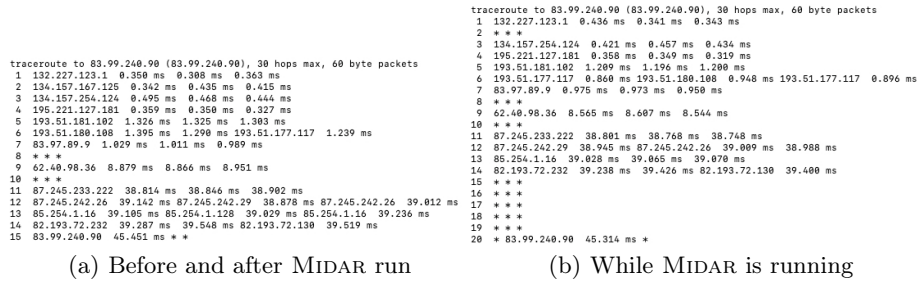 traceroute to 83.99.240.90 (83.99.240.90), 30 hops max, 60 byte packets
1 132.227.123.1 0.350 ms 0.308 ms 0.363 ms
2 134.157.167.125 0.342 ms 0.435 ms 0.415 ms
3 134.157.254.124 0.495 ms 0.468 ms 0.444 ms
4 195.221.127.181 0.359 ms 0.350 ms 0.327 ms
5 193.51.181.102 1.326 ms 1.325 ms 1.303 ms
6 193.51.180.108 1.395 ms 1.290 ms 193.51.177.117 1.239 ms
7 83.97.89.9 1.029 ms 1.011 ms 0.989 ms
8 * * *
9 62.40.98.36 8.879 ms 8.866 ms 8.951 ms
10 * * *
11 87.245.233.222 38.814 ms 38.846 ms 38.902 ms
12 87.245.242.26 39.142 ms 87.245.242.29 38.878 ms 87.245.242.26 39.012 ms
13 85.254.1.16 39.105 ms 85.254.1.128 39.029 ms 85.254.1.16 39.236 ms
14 82.193.72.232 39.287 ms 39.548 ms 82.193.72.130 39.519 ms
15 83.99.240.90 45.451 ms * *
(a) Before and after MIDAR run
traceroute to 83.99.240.90 (83.99.240.90), 30 hops max, 60 byte packets
1 132.227.123.1 0.436 ms 0.341 ms 0.343 ms
2 * * *
3 134.157.254.124 0.421 ms 0.457 ms 0.434 ms
4 195.221.127.181 0.358 ms 0.349 ms 0.319 ms
5 193.51.181.102 1.209 ms 1.196 ms 1.200 ms
6 193.51.177.117 0.860 ms 193.51.180.108 0.948 ms 193.51.177.117 0.896 ms
7 83.97.89.9 0.975 ms 0.973 ms 0.950 ms
8 * * *
9 62.40.98.36 8.565 ms 8.607 ms 8.544 ms
10 * * *
11 87.245.233.222 38.801 ms 38.768 ms 38.748 ms
12 87.245.242.29 38.945 ms 87.245.242.26 39.009 ms 38.988 ms
13 85.254.1.16 39.028 ms 39.065 ms 39.070 ms
14 82.193.72.232 39.238 ms 39.426 ms 82.193.72.130 39.400 ms
15 * * *
16 * * *
17 * * *
18 * * *
19 * * *
20 * 83.99.240.90 45.314 ms *
(b) While MIDAR is running